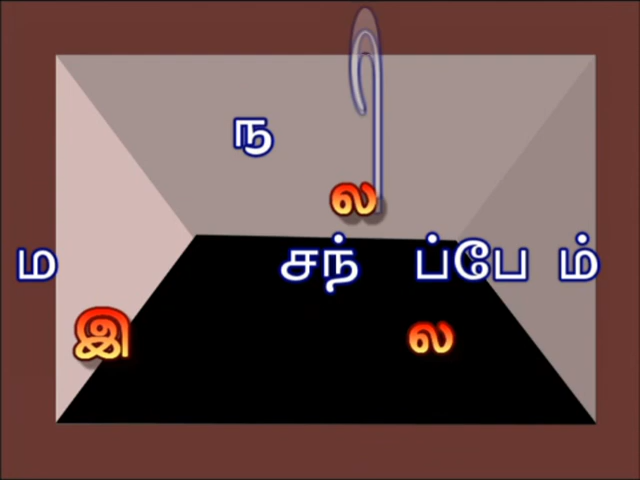 ந
ல
ம சந் ப்பே ம்
இ ல